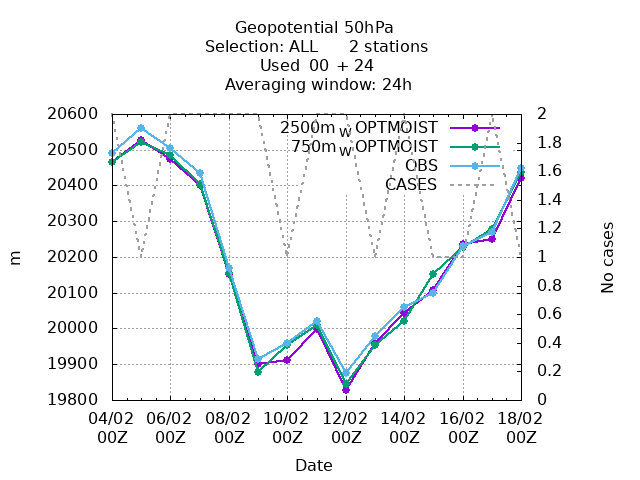 Geopotential 50hPa
Selection: ALL 2 stations
Used 00 + 24
Averaging window: 24h
20600
20500
20400
20300
20200
20100
20000
19900
19800
m
2500m_W OPTMOIST
750m_W OPTMOIST
OBS
CASES
2
1.8
1.6
1.4
1.2
1
0.8
0.6
0.4
0.2
0
No cases
04/02 06/02 08/02 10/02 12/02 14/02 16/02 18/02
00Z 00Z 00Z 00Z 00Z 00Z 00Z 00Z
Date